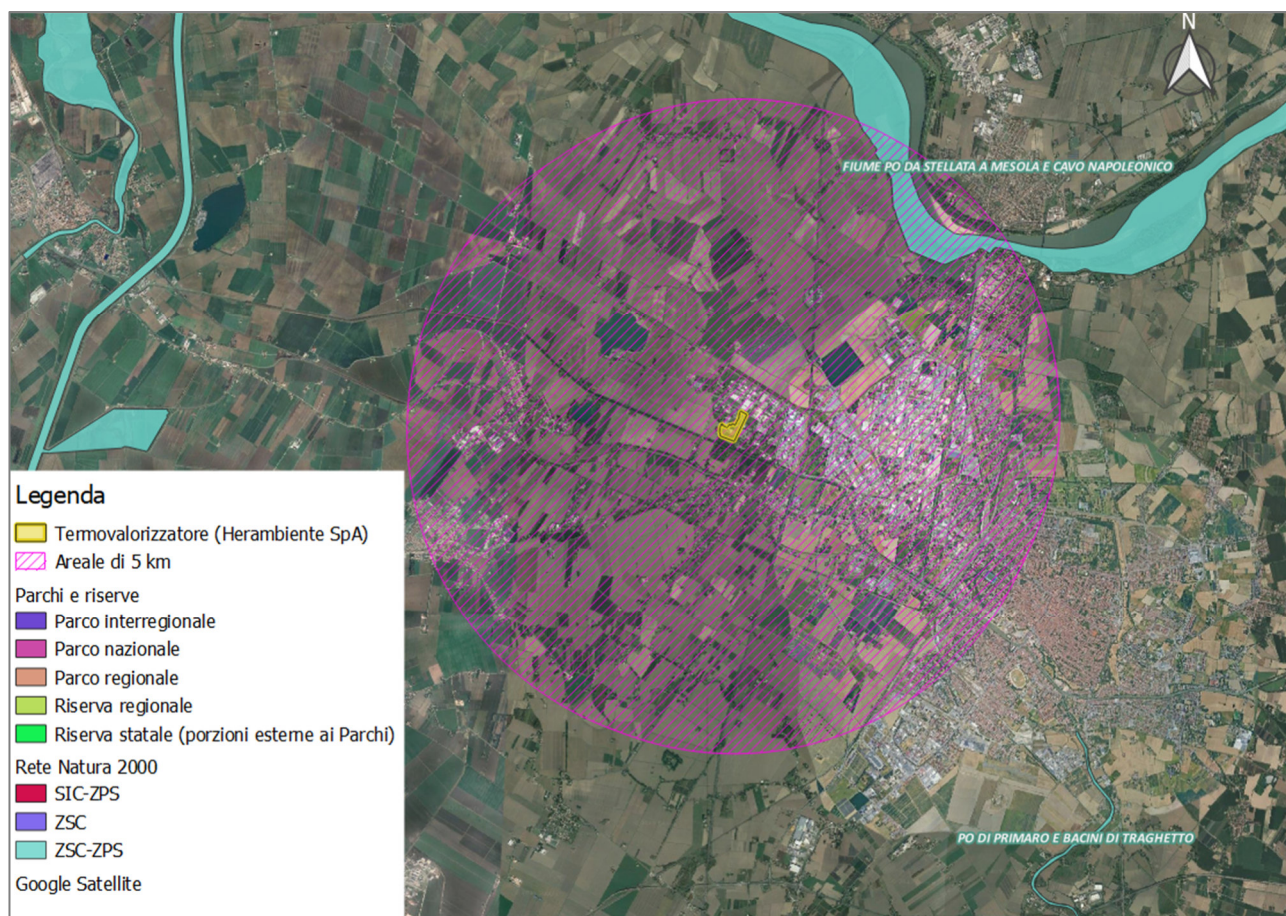 N
FIUME PO DA STELLATA A MESOLA E CAVO NAPOLEONICO
Legenda
Termovalorizzatore (Herambiente SpA)
Areale di 5 km
Parchi e riserve
Parco interregionale
Parco nazionale
Parco regionale
Riserva regionale
Riserva statale (porzioni esterne ai Parchi)
Rete Natura 2000
SIC-ZPS
ZSC
ZSC-ZPS
Google Satellite
PO DI PRIMARO E BACINI DI TRAGHETTO